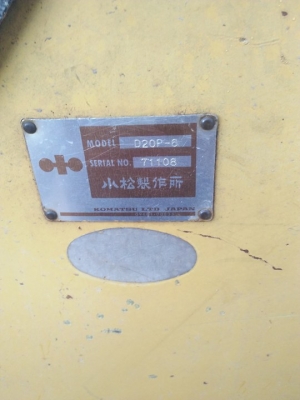 MODEL D20P-6
SERIAL NO. 71108
小松製作所
KOMATSU LTD JAPAN